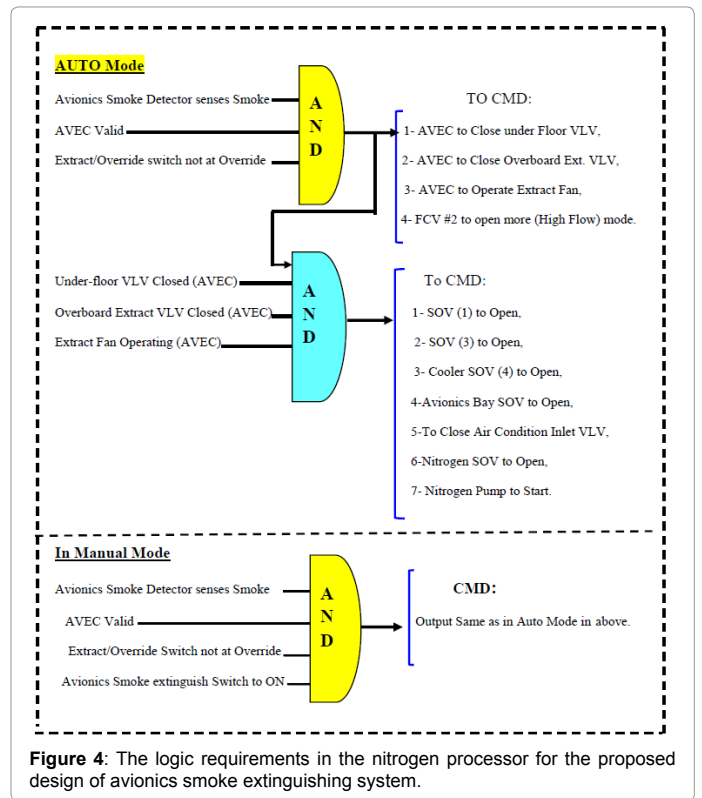 AUTO Mode
Avionics Smoke Detector senses Smoke
AVEC Valid
Extract/Override switch not at Override
A
N
D
TO CMD:
1- AVEC to Close under Floor VLV,
2- AVEC to Close Overboard Ext. VLV,
3- AVEC to Operate Extract Fan,
4- FCV #2 to open more (High Flow) mode.
Under-floor VLV Closed (AVEC)
Overboard Extract VLV Closed (AVEC)
Extract Fan Operating (AVEC)
A
N
D
To CMD:
1- SOV (1) to Open,
2- SOV (3) to Open,
3- Cooler SOV (4) to Open,
4-Avionics Bay SOV to Open,
5-To Close Air Condition Inlet VLV,
6-Nitrogen SOV to Open,
7- Nitrogen Pump to Start.
In Manual Mode
Avionics Smoke Detector senses Smoke
AVEC Valid
Extract/Override Switch not at Override
Avionics Smoke extinguish Switch to ON
A
N
D
CMD:
Output Same as in Auto Mode in above.
Figure 4: The logic requirements in the nitrogen processor for the proposed
design of avionics smoke extinguishing system.